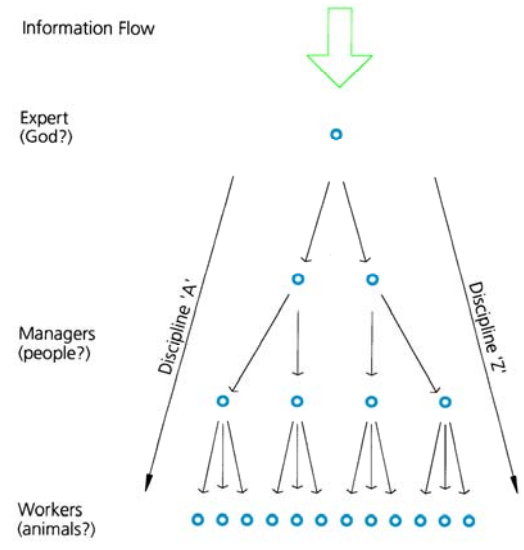 Information Flow
Expert
(God?)
Discipline 'A'
Discipline 'Z'
Managers
(people?)
Workers
(animals?)